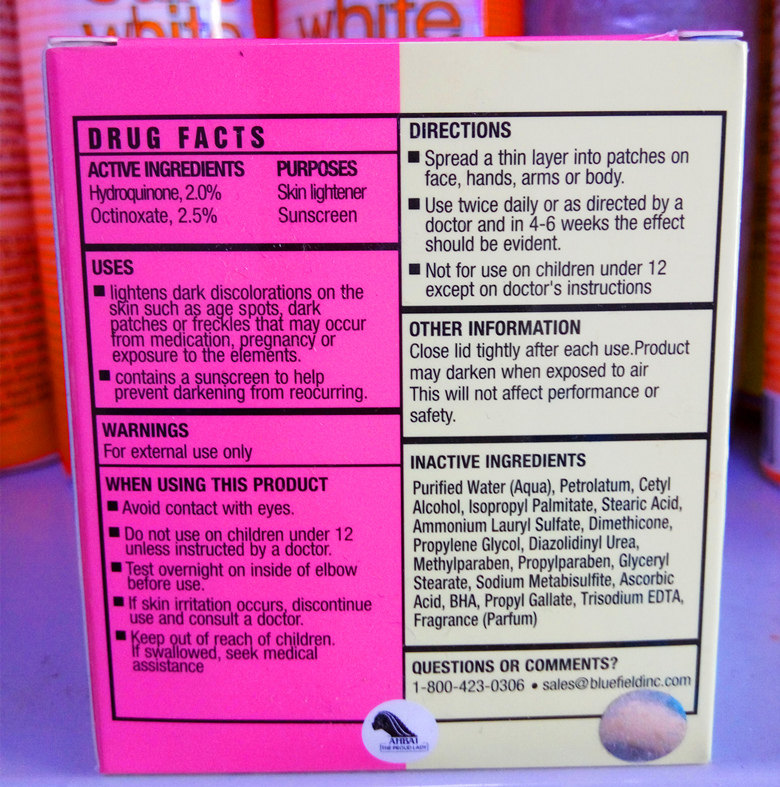 white
white
DRUG FACTS
ACTIVE INGREDIENTS PURPOSES
Hydroquinone, 2.0% Skin lightener
Octinoxate, 2.5% Sunscreen
USES
■ lightens dark discolorations on the
skin such as age spots, dark
patches or freckles that may occur
from medication, pregnancy or
exposure to the elements.
■ contains a sunscreen to help
prevent darkening from reocurring.
WARNINGS
For external use only
WHEN USING THIS PRODUCT
■ Avoid contact with eyes.
■ Do not use on children under 12
unless instructed by a doctor.
■ Test overnight on inside of elbow
before use.
■ If skin irritation occurs, discontinue
use and consult a doctor.
■ Keep out of reach of children.
If swallowed, seek medical
assistance
DIRECTIONS
■ Spread a thin layer into patches on
face, hands, arms or body.
■ Use twice daily or as directed by a
doctor and in 4-6 weeks the effect
should be evident.
■ Not for use on children under 12
except on doctor's instructions
OTHER INFORMATION
Close lid tightly after each use.Product
may darken when exposed to air
This will not affect performance or
safety.
INACTIVE INGREDIENTS
Purified Water (Aqua), Petrolatum, Cetyl
Alcohol, Isopropyl Palmitate, Stearic Acid,
Ammonium Lauryl Sulfate, Dimethicone,
Propylene Glycol, Diazolidinyl Urea,
Methylparaben, Propylparaben, Glyceryl
Stearate, Sodium Metabisulfite, Ascorbic
Acid, BHA, Propyl Gallate, Trisodium EDTA,
Fragrance (Parfum)
QUESTIONS OR COMMENTS?
1-800-423-0306 • sales@bluefieldinc.com
THE PROUD LADY